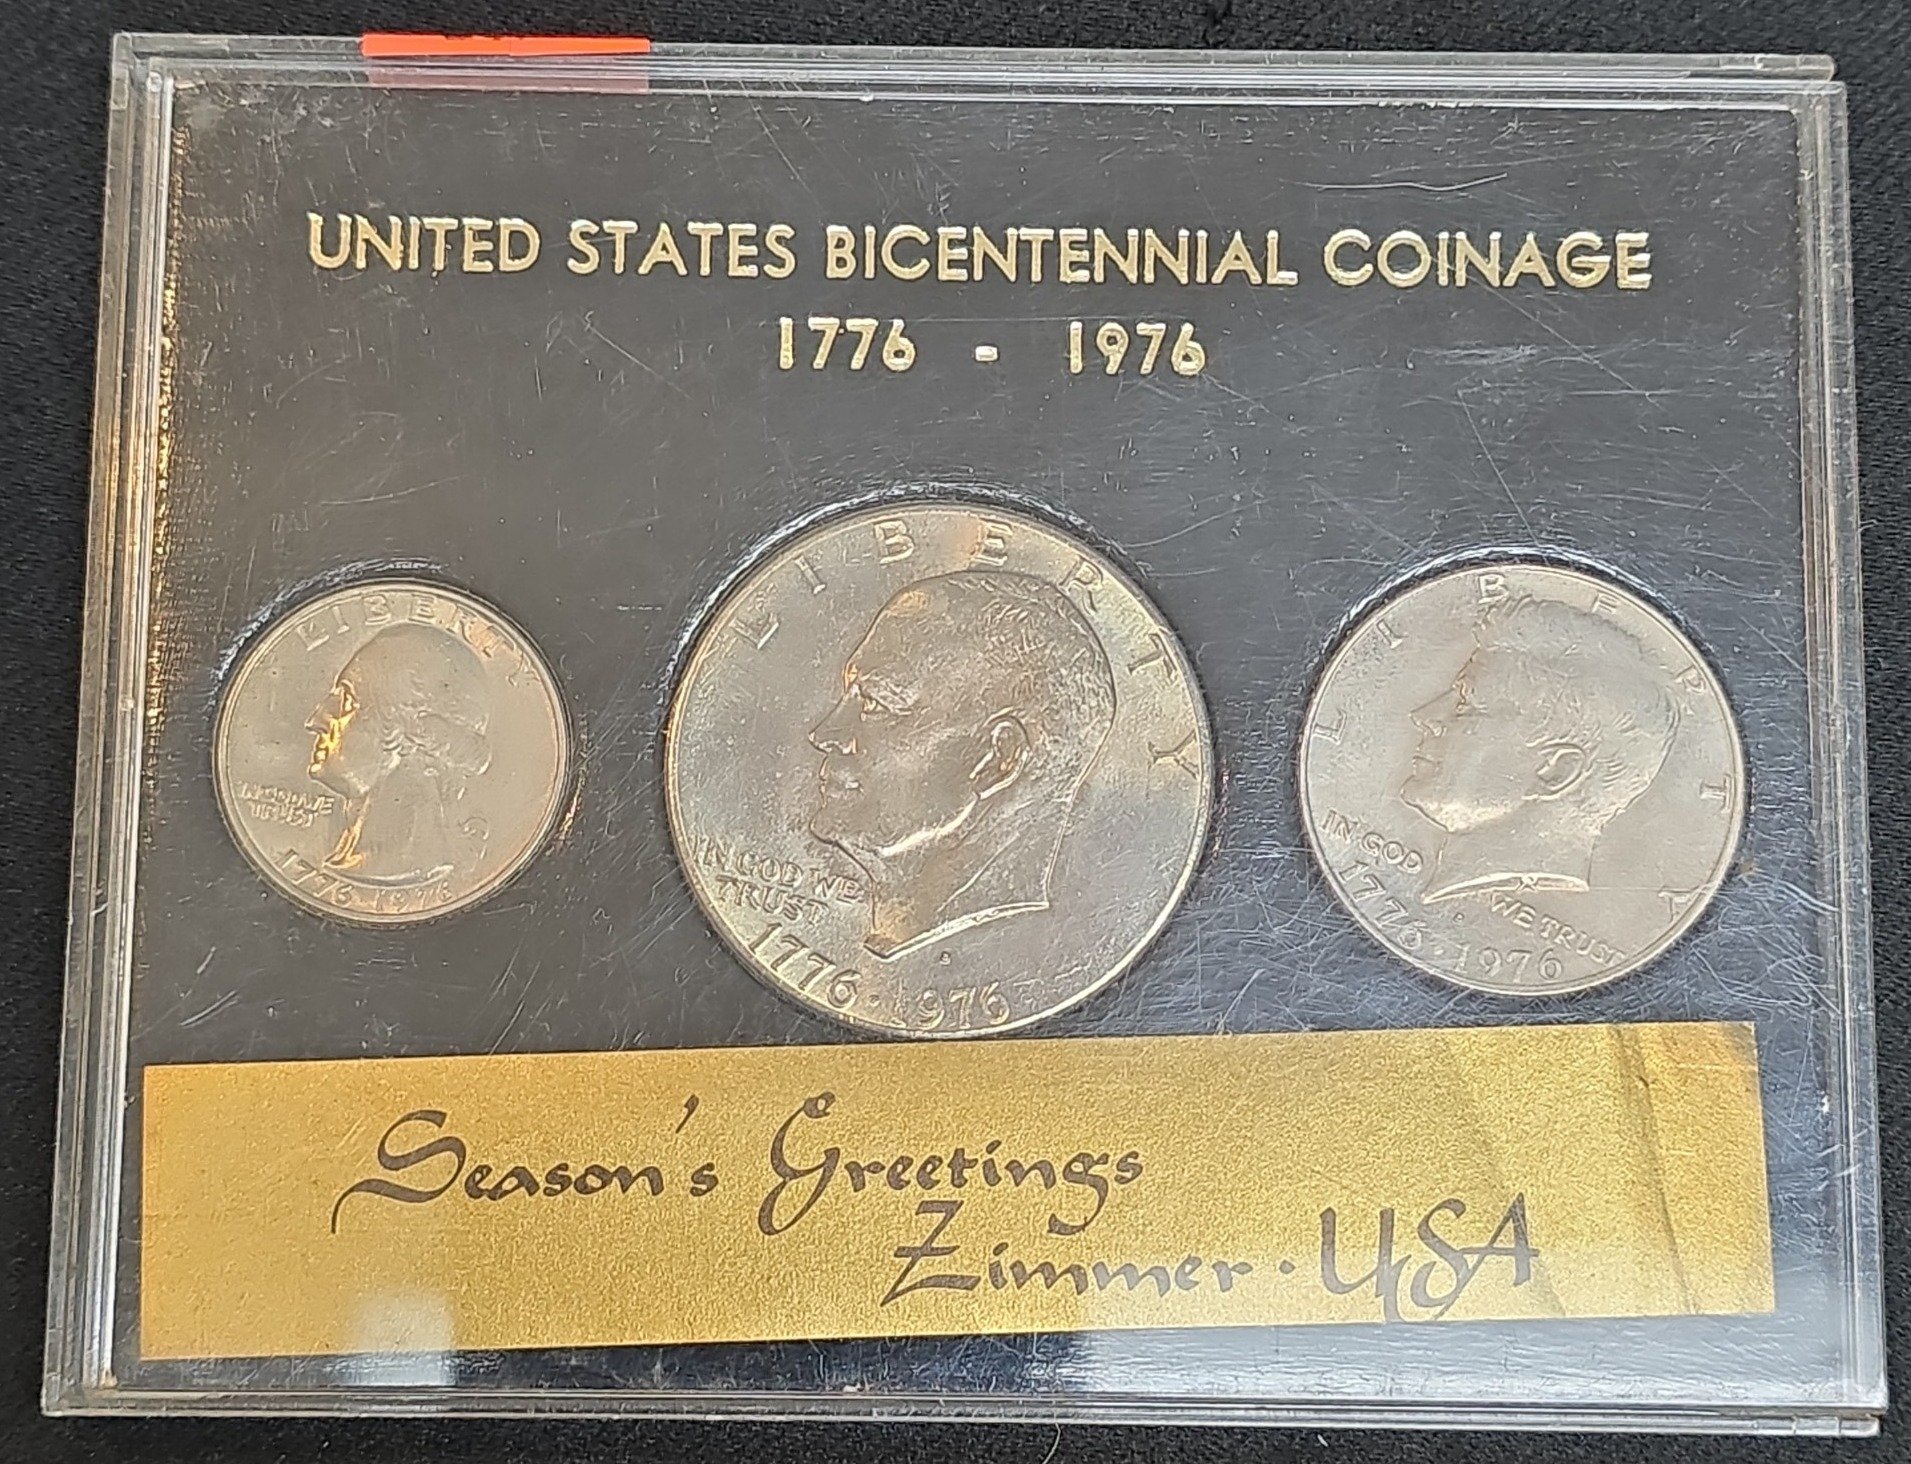 UNITED STATES BICENTENNIAL COINAGE
1776 - 1976
LIBERTY
IN GOD WE
TRUST
1776 · 1976
LIBERTY
IN GOD WE
TRUST
1776 · 1976
LIBERTY
IN GOD
WE TRUST
1776 · 1976
Season's Greetings
Zimmer · USA